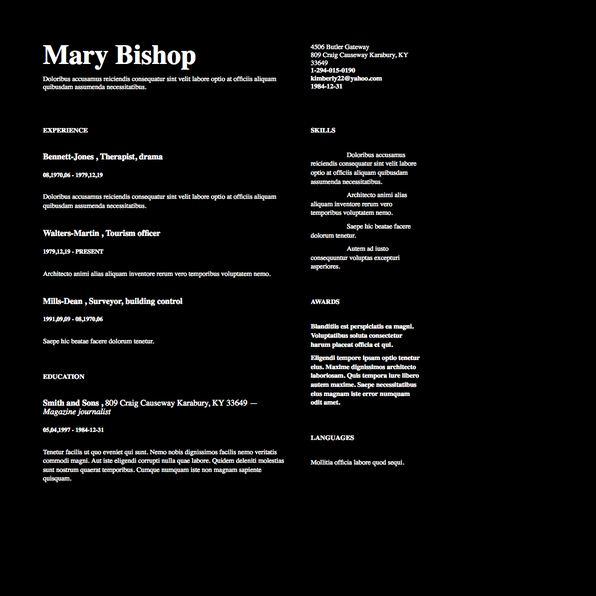 Mary Bishop
Doloribus accusamus reiciendis consequatur sint velit labore optio at officiis aliquam
quibusdam assumenda necessitatibus.
4506 Butler Gateway
809 Craig Causeway Karabury, KY
33649
1-294-015-0190
kimberly22@yahoo.com
1984-12-31
EXPERIENCE
Bennett-Jones , Therapist, drama
08,1970,06 - 1979,12,19
Doloribus accusamus reiciendis consequatur sint velit labore optio at officiis aliquam
quibusdam assumenda necessitatibus.
Walters-Martin , Tourism officer
1979,12,19 - PRESENT
Architecto animi alias aliquam inventore rerum vero temporibus voluptatem nemo.
Mills-Dean , Surveyor, building control
1991,09,09 - 08,1970,06
Saepe hic beatae facere dolorum tenetur.
EDUCATION
Smith and Sons , 809 Craig Causeway Karabury, KY 33649 —
Magazine journalist
05,04,1997 - 1984-12-31
Tenetur facilis ut quo eveniet qui sunt. Nemo nobis dignissimos facilis nemo veritatis
commodi magni. Aut iste eligendi corrupti nulla quae labore. Quidem deleniti molestias
sunt nostrum quaerat temporibus. Cumque numquam iste non magnam sapiente
quisquam.
SKILLS
Doloribus accusamus
reiciendis consequatur sint velit labore
optio at officiis aliquam quibusdam
assumenda necessitatibus.
Architecto animi alias
aliquam inventore rerum vero
temporibus voluptatem nemo.
Saepe hic beatae facere
dolorum tenetur.
Autem ad iusto
consequuntur voluptas excepturi
asperiores.
AWARDS
Blanditiis est perspiciatis ea magni.
Voluptatibus soluta consectetur
harum placeat officia et qui.
Eligendi tempore ipsam optio tenetur
eius. Maxime dignissimos architecto
laboriosam. Quis tempora iure libero
autem maxime. Saepe necessitatibus
eius magnam iste error numquam
odit amet.
LANGUAGES
Mollitia officia labore quod sequi.